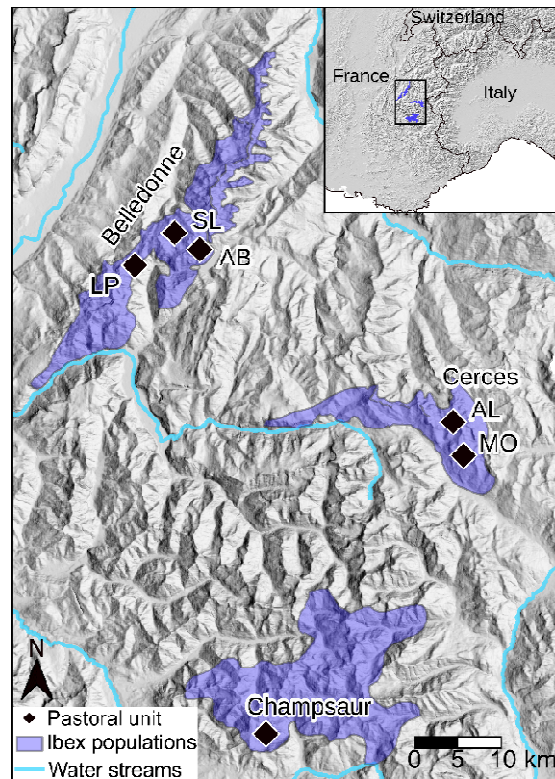 Switzerland
France
Italy
Belledonne
SL
AB
LP
Cerces
AL
MO
Champsaur
N
Pastoral unit
Ibex populations
Water streams
0
10 km